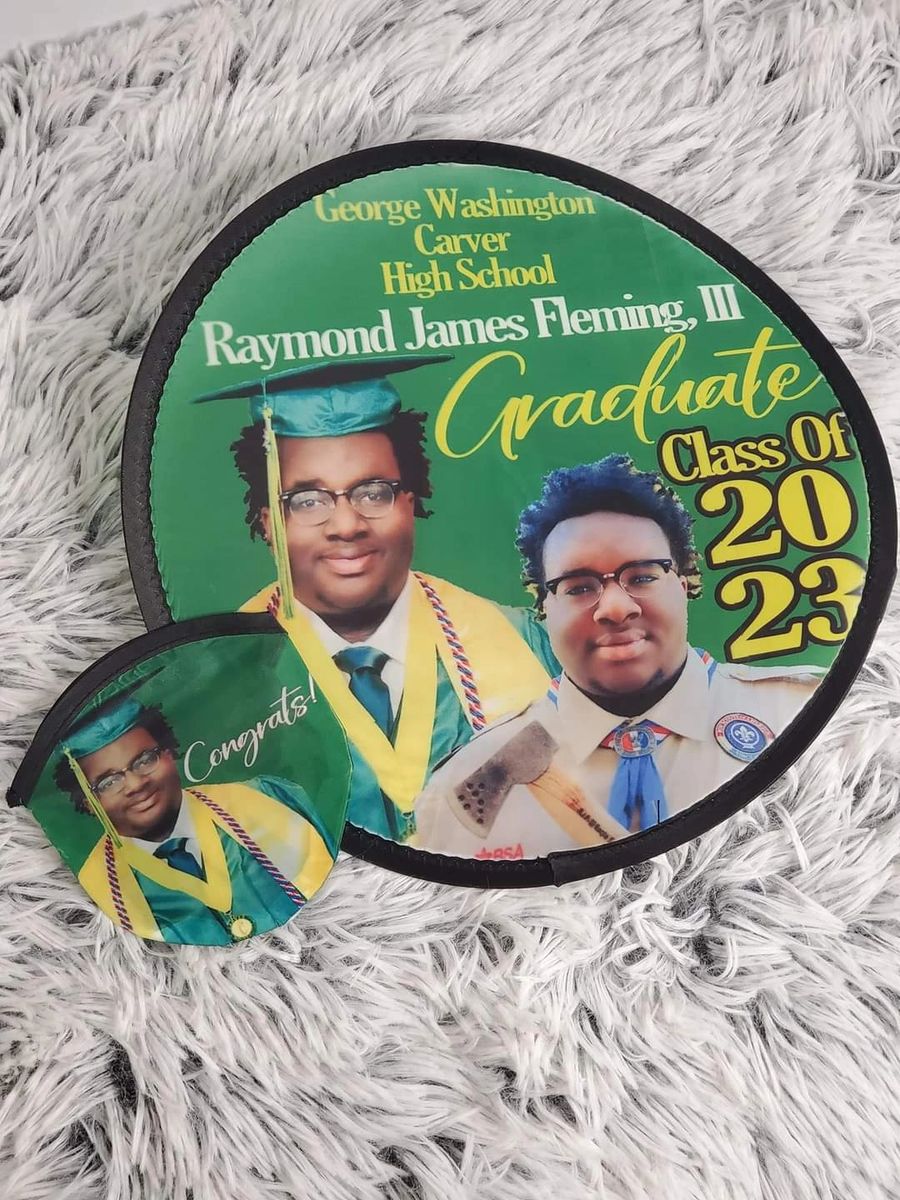 George Washington
Carver
High School
Raymond James Fleming, III
Graduate
Class Of
20
23
Congrats!
BSA